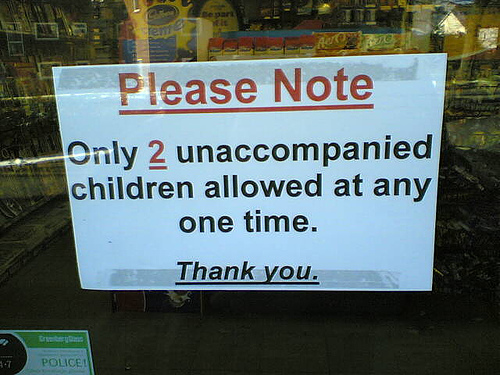 Please Note
Only 2 unaccompanied
children allowed at any
one time.
Thank you.
POLICE!